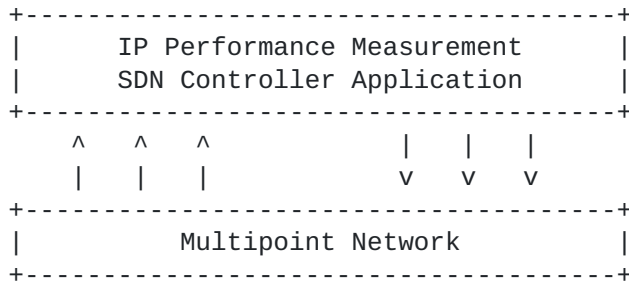 +--------------------------------------+
|      IP Performance Measurement      |
|      SDN Controller Application      |
+--------------------------------------+
    ^   ^   ^            |   |   |
    |   |   |            v   v   v
+--------------------------------------+
|          Multipoint Network          |
+--------------------------------------+